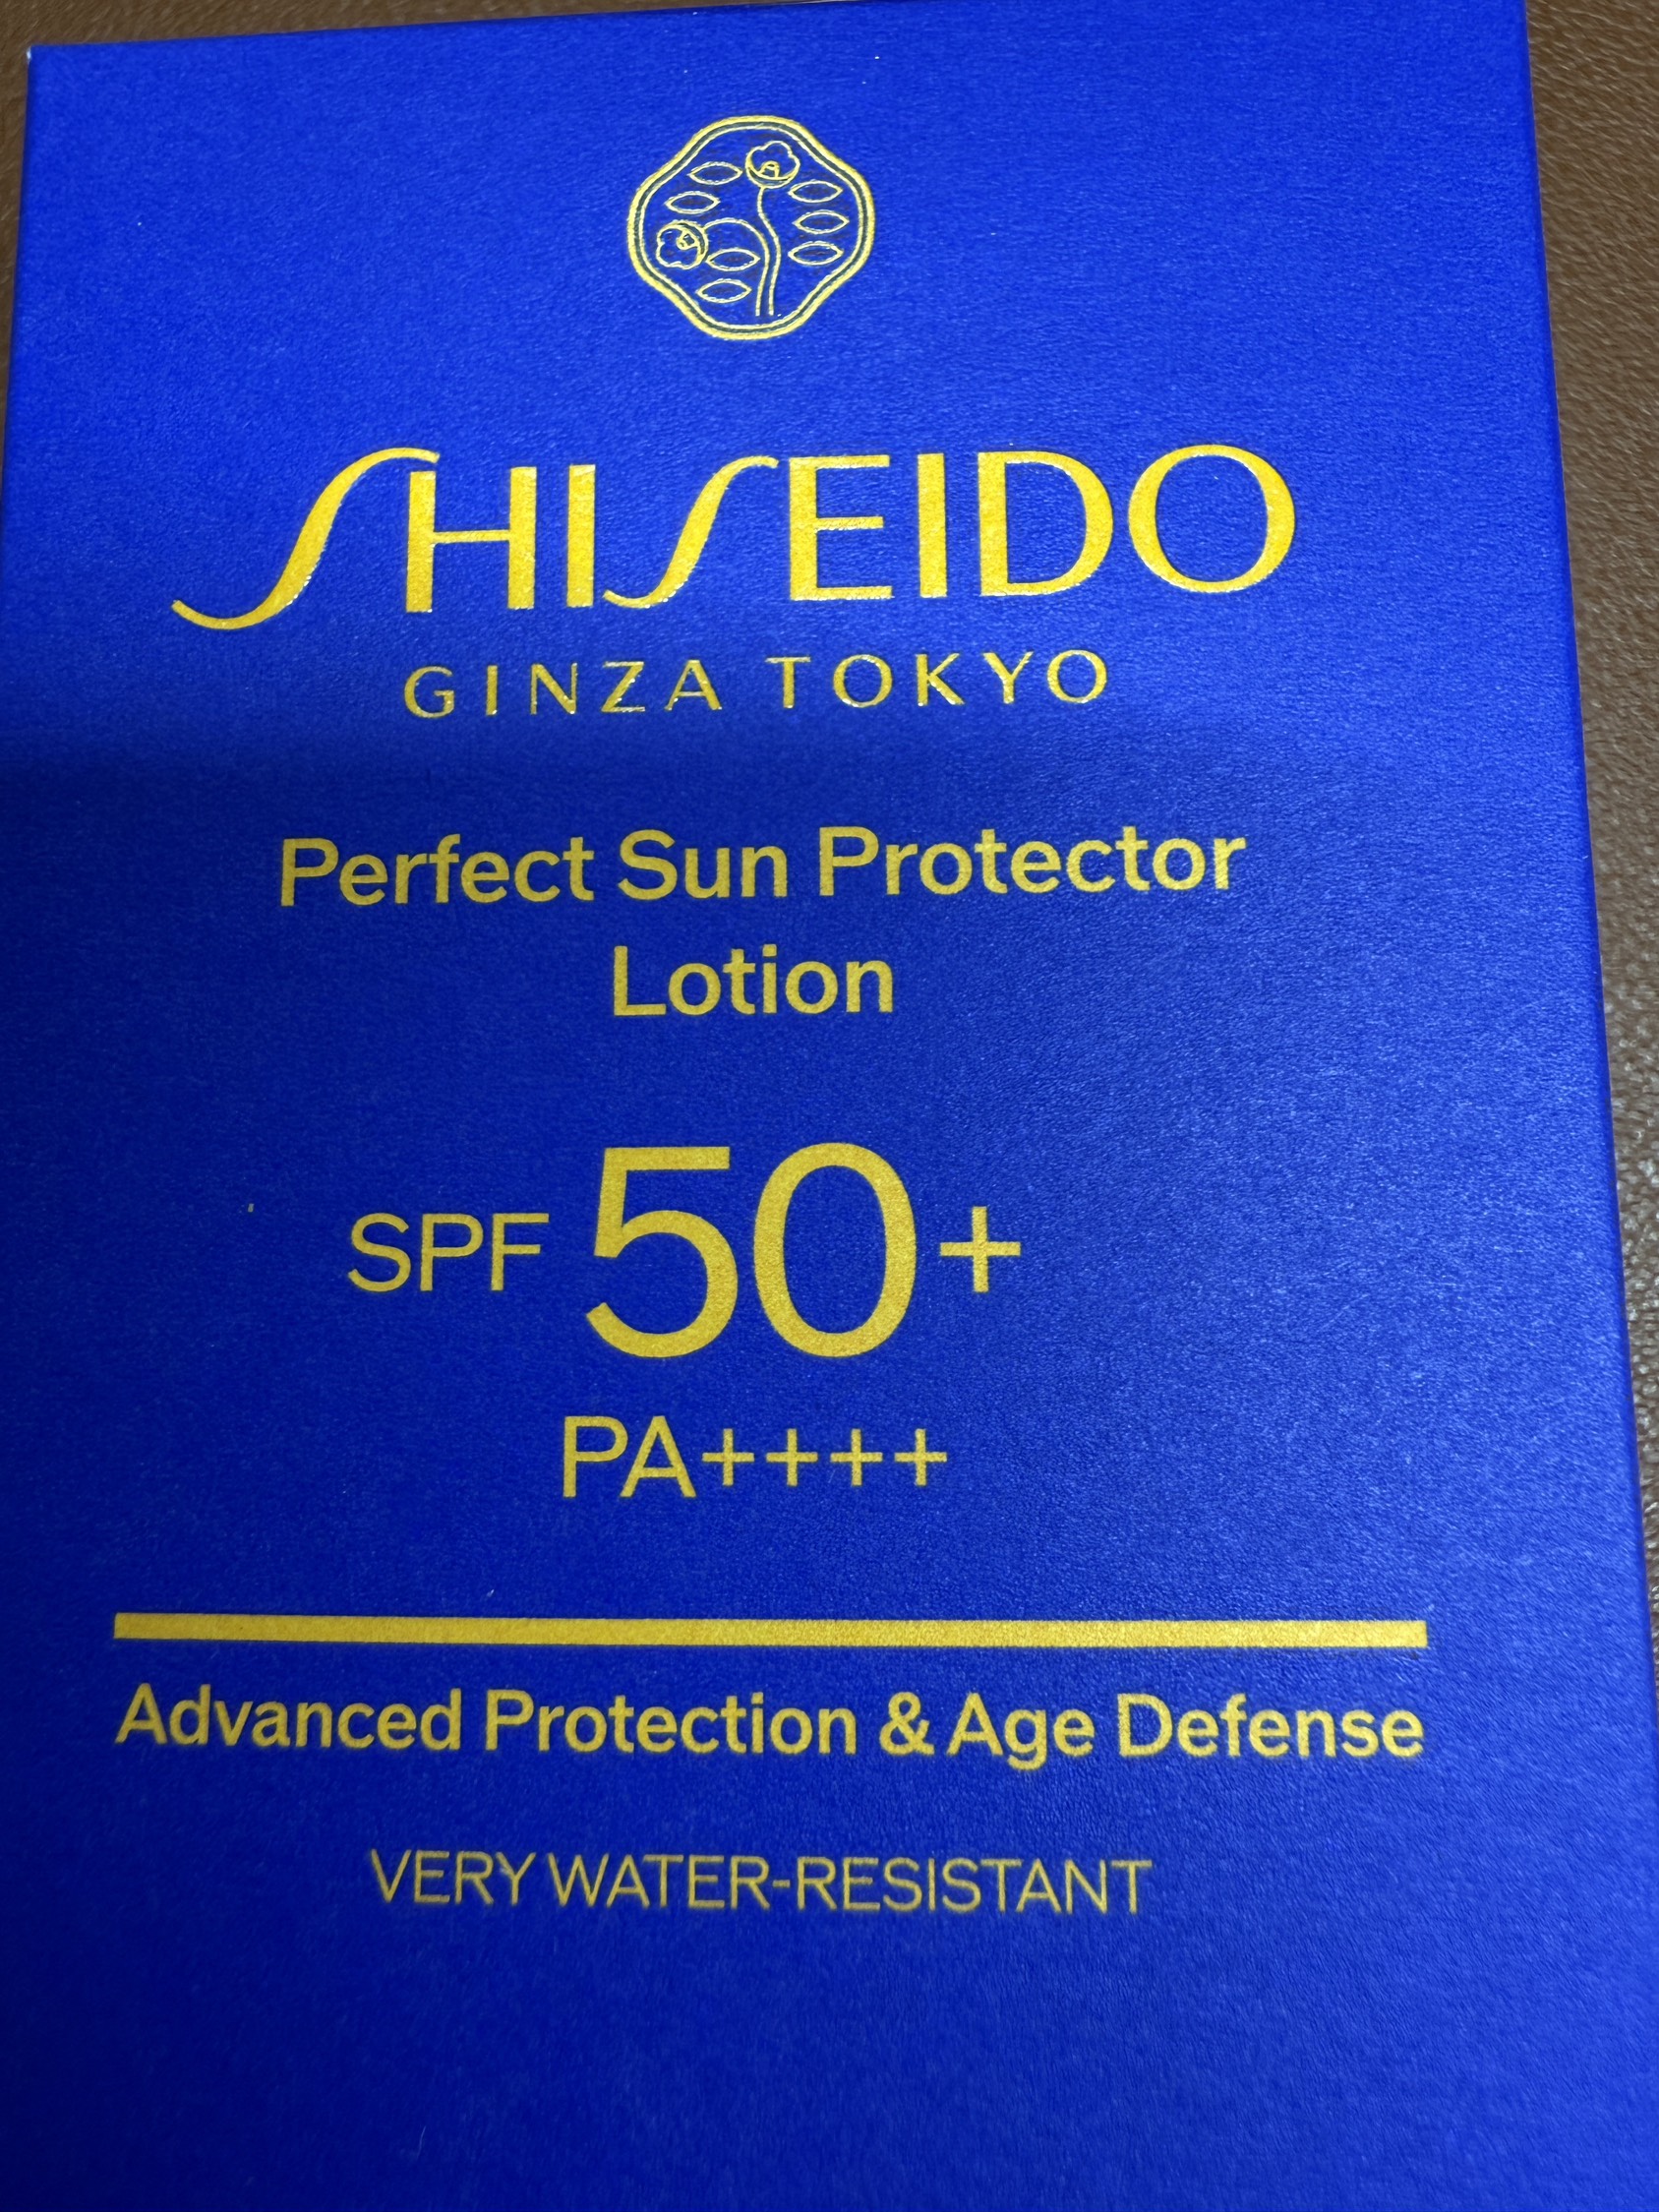 SHISEIDO
GINZA TOKYO
Perfect Sun Protector
Lotion
SPF 50+
PA++++
Advanced Protection & Age Defense
VERY WATER-RESISTANT